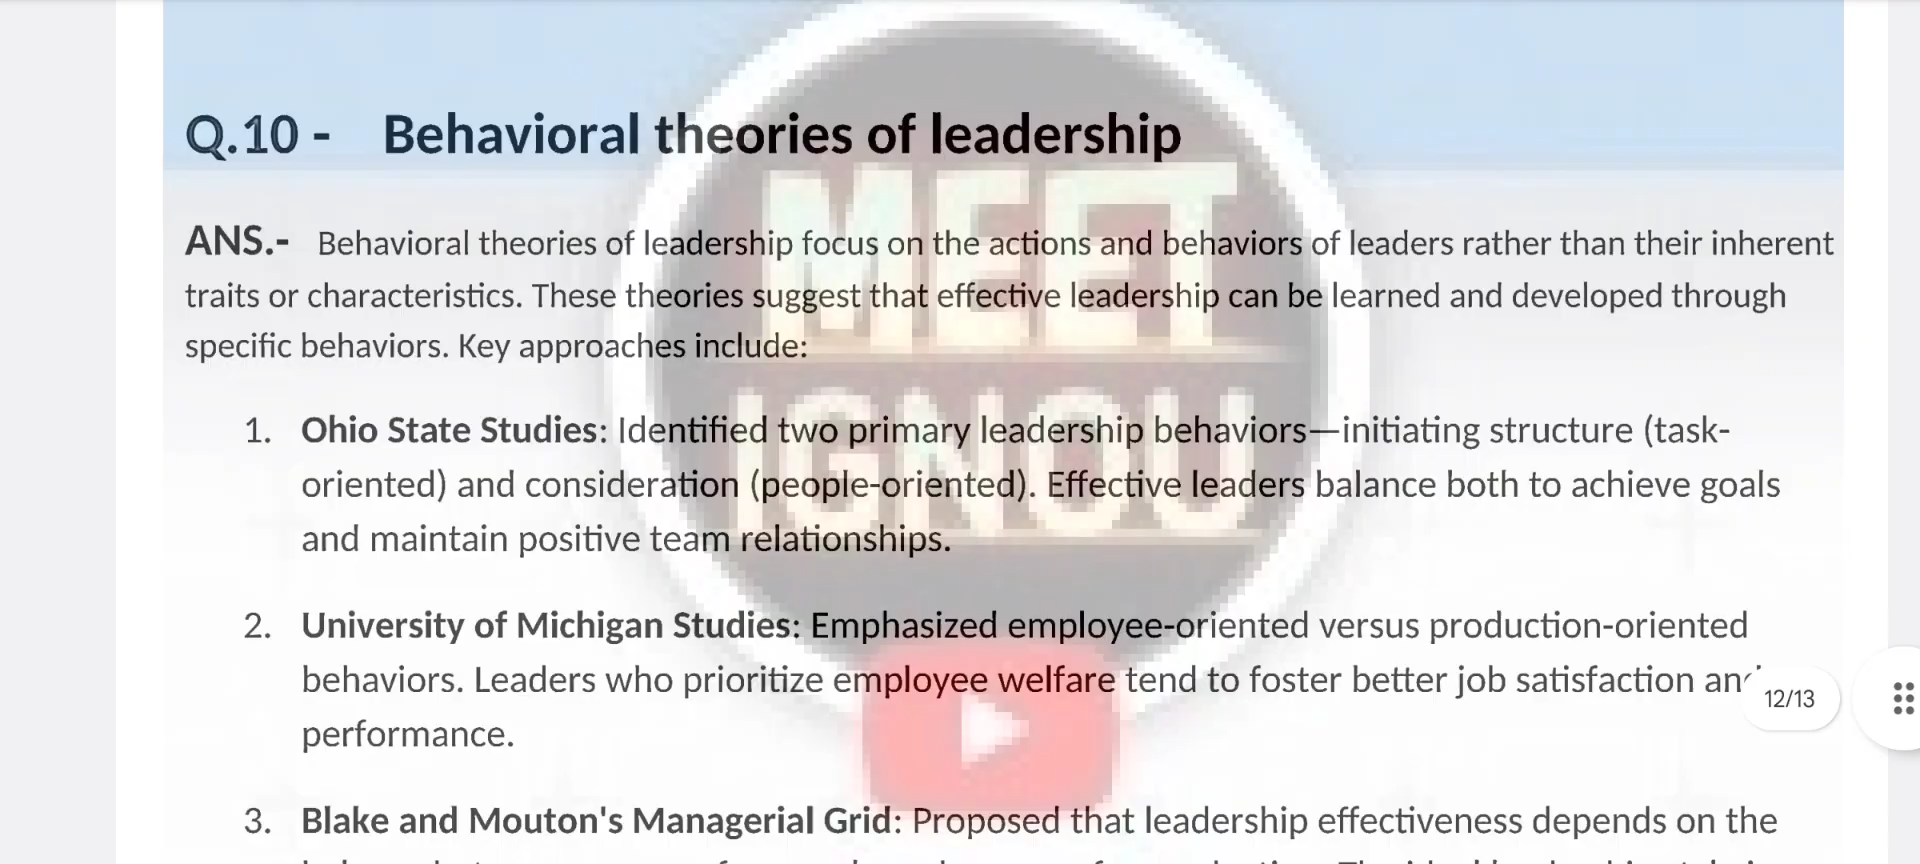 Q.10 - Behavioral theories of leadership
ANS.- Behavioral theories of leadership focus on the actions and behaviors of leaders rather than their inherent
traits or characteristics. These theories suggest that effective leadership can be learned and developed through
specific behaviors. Key approaches include:
1. Ohio State Studies: Identified two primary leadership behaviors—initiating structure (task-
oriented) and consideration (people-oriented). Effective leaders balance both to achieve goals
and maintain positive team relationships.
2. University of Michigan Studies: Emphasized employee-oriented versus production-oriented
behaviors. Leaders who prioritize employee welfare tend to foster better job satisfaction and
performance.
12/13
3. Blake and Mouton's Managerial Grid: Proposed that leadership effectiveness depends on the
MEET
IGNOU